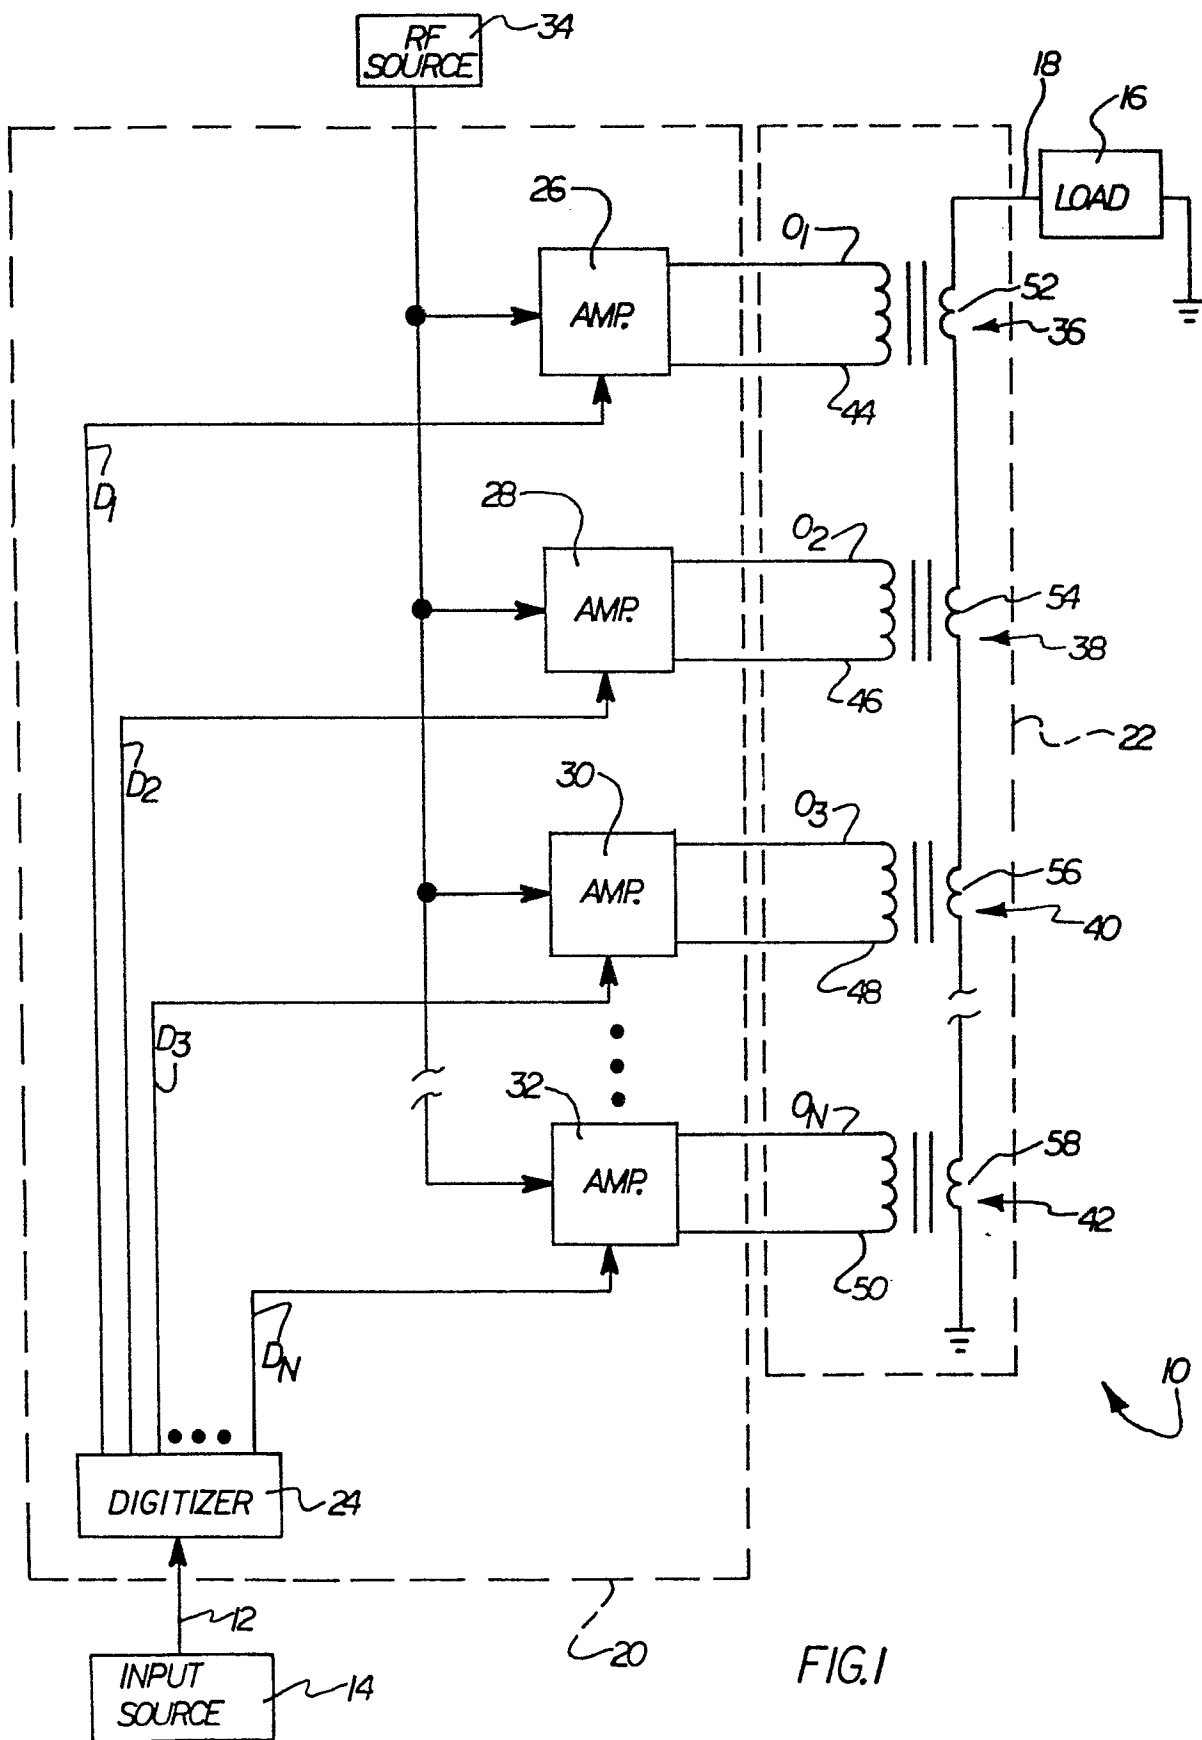 RF
SOURCE
34
18
16
LOAD
26
O1
AMP.
52
36
44
D1
28
O2
AMP.
54
38
46
22
D2
30
O3
AMP.
56
40
48
D3
32
ON
AMP.
58
42
50
DN
10
DIGITIZER
24
12
20
FIG.1
INPUT
SOURCE
14